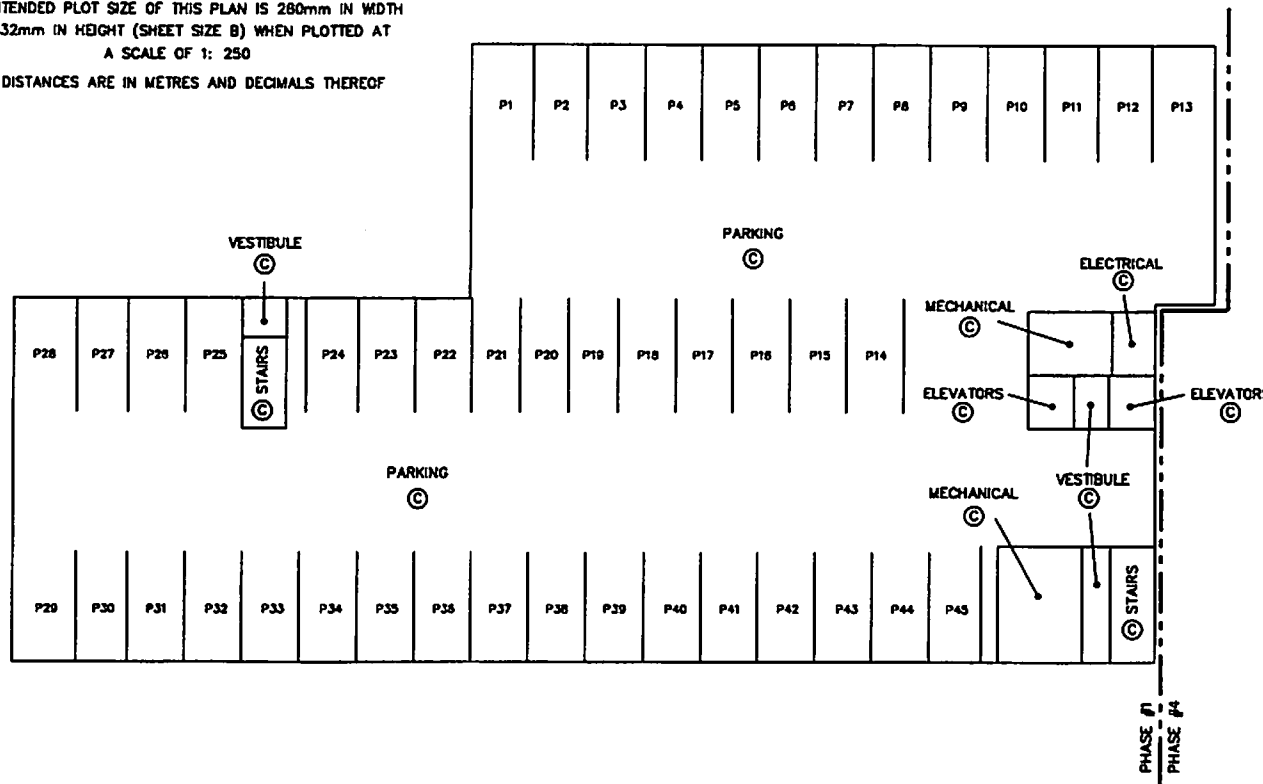 TENDED PLOT SIZE OF THIS PLAN IS 280mm IN WIDTH
32mm IN HEIGHT (SHEET SIZE B) WHEN PLOTTED AT
A SCALE OF 1: 250
DISTANCES ARE IN METRES AND DECIMALS THEREOF
P1 P2 P3 P4 P5 P6 P7 P8 P9 P10 P11 P12 P13
PARKING
C
VESTIBULE
C
ELECTRICAL
C
MECHANICAL
C
P28 P27 P26 P25 P24 P23 P22 P21 P20 P19 P18 P17 P16 P15 P14
C STAIRS
ELEVATORS
C
ELEVATORS
C
PARKING
C
VESTIBULE
C
MECHANICAL
C
P29 P30 P31 P32 P33 P34 P35 P36 P37 P38 P39 P40 P41 P42 P43 P44 P45
C STAIRS
PHASE #1
PHASE #4